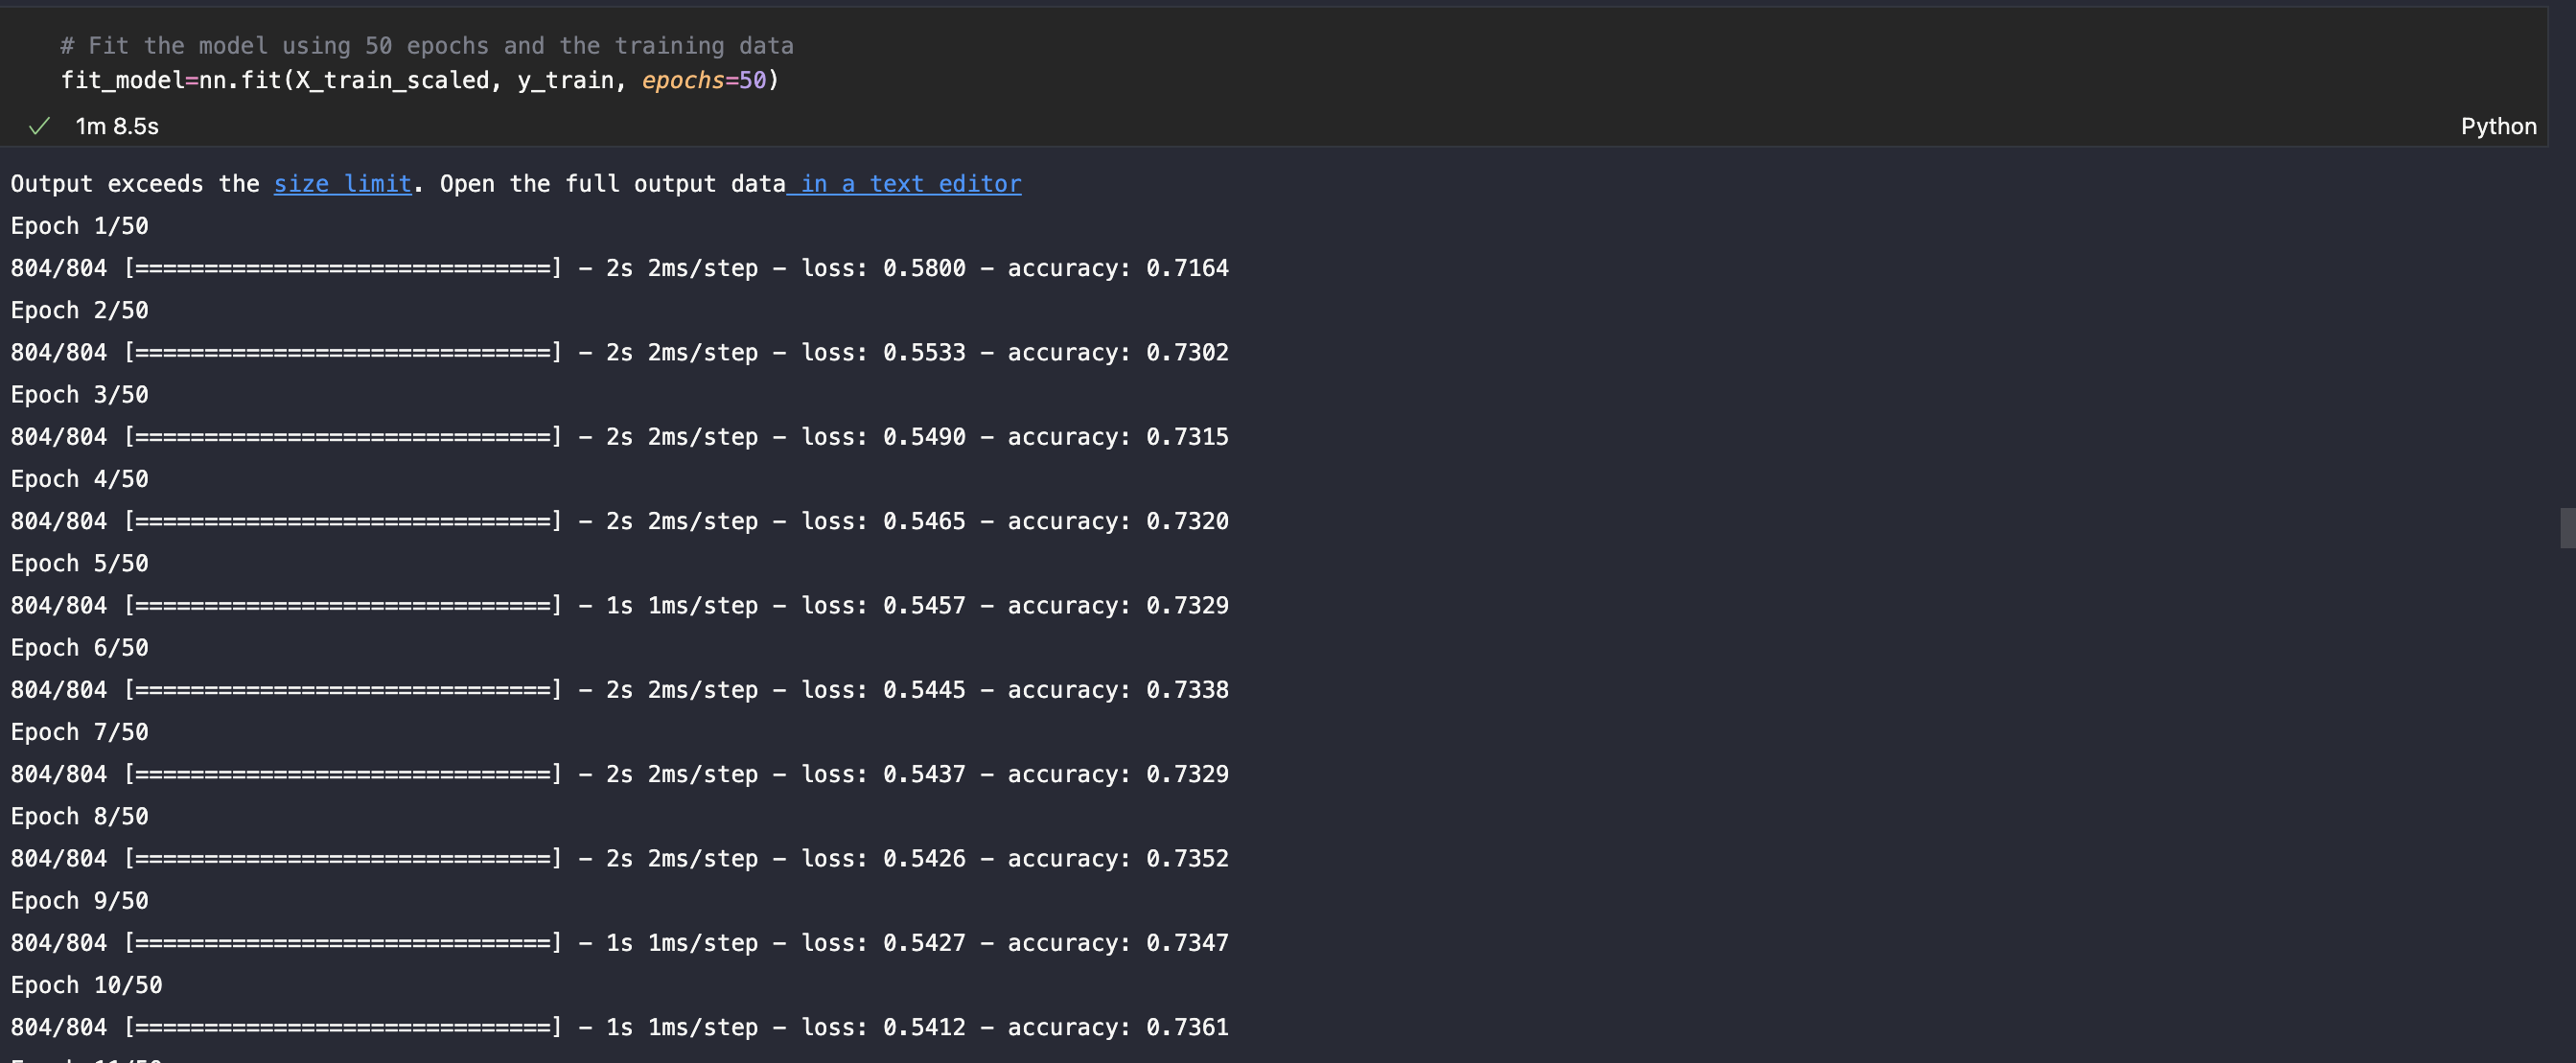 # Fit the model using 50 epochs and the training data
fit_model=nn.fit(X_train_scaled, y_train, epochs=50)
1m 8.5s
Python
Output exceeds the size limit. Open the full output data in a text editor
Epoch 1/50
804/804 [==============================] - 2s 2ms/step - loss: 0.5800 - accuracy: 0.7164
Epoch 2/50
804/804 [==============================] - 2s 2ms/step - loss: 0.5533 - accuracy: 0.7302
Epoch 3/50
804/804 [==============================] - 2s 2ms/step - loss: 0.5490 - accuracy: 0.7315
Epoch 4/50
804/804 [==============================] - 2s 2ms/step - loss: 0.5465 - accuracy: 0.7320
Epoch 5/50
804/804 [==============================] - 1s 1ms/step - loss: 0.5457 - accuracy: 0.7329
Epoch 6/50
804/804 [==============================] - 2s 2ms/step - loss: 0.5445 - accuracy: 0.7338
Epoch 7/50
804/804 [==============================] - 2s 2ms/step - loss: 0.5437 - accuracy: 0.7329
Epoch 8/50
804/804 [==============================] - 2s 2ms/step - loss: 0.5426 - accuracy: 0.7352
Epoch 9/50
804/804 [==============================] - 1s 1ms/step - loss: 0.5427 - accuracy: 0.7347
Epoch 10/50
804/804 [==============================] - 1s 1ms/step - loss: 0.5412 - accuracy: 0.7361